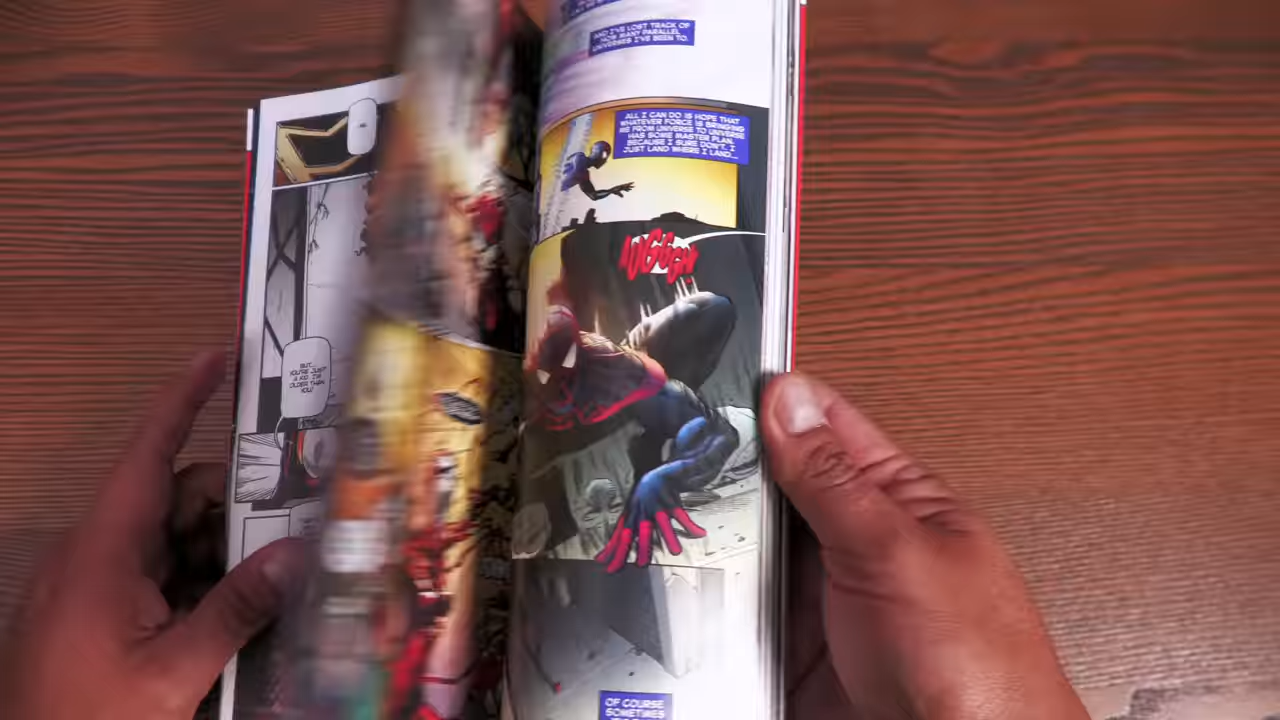 BUT...
YOU'RE JUST
A KID. I'M
OLDER THAN
YOU!
AND I'VE LOST TRACK OF
HOW MANY PARALLEL
UNIVERSES I'VE BEEN TO.
ALL I CAN DO IS HOPE THAT
WHATEVER FORCE IS BRINGING
ME FROM UNIVERSE TO UNIVERSE
HAS SOME MASTER PLAN.
BECAUSE I SURE DON'T. I
JUST LAND WHERE I LAND...
OF COURSE
SOMETIMES